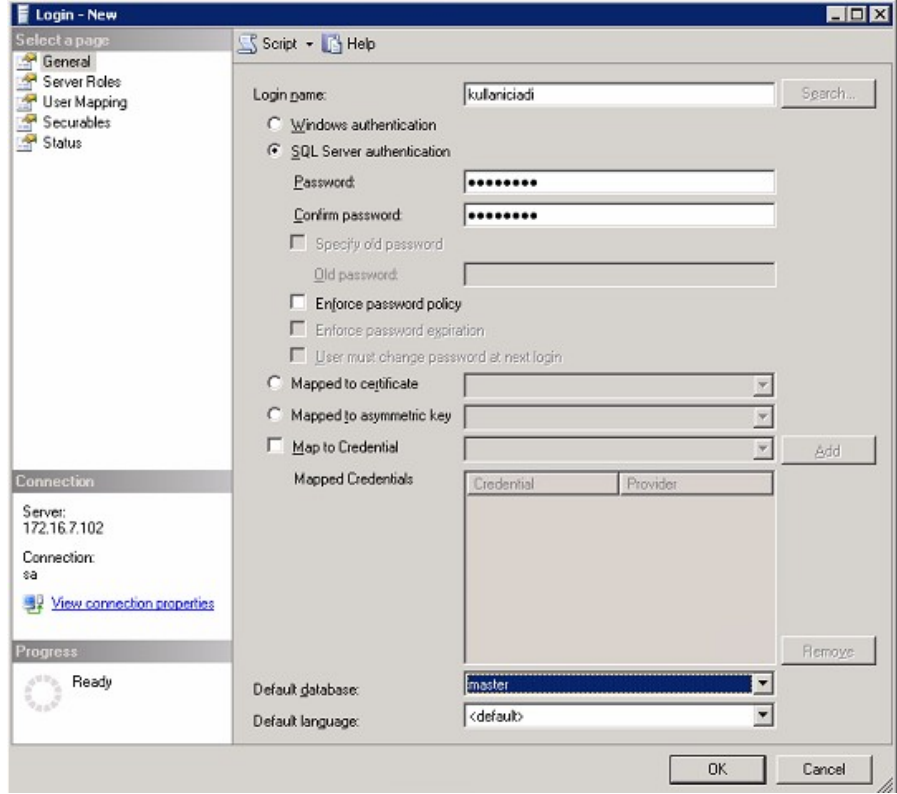 Login - New
Select a page
General
Server Roles
User Mapping
Securables
Status
Script Help
Login name: kullaniciadi Search...
Windows authentication
SQL Server authentication
Password: ●●●●●●●●
Confirm password: ●●●●●●●●
Specify old password
Old password:
Enforce password policy
Enforce password expiration
User must change password at next login
Mapped to certificate
Mapped to asymmetric key
Map to Credential Add
Mapped Credentials Credential Provider
Remove
Default database: master
Default language: <default>
Connection
Server:
172.16.7.102
Connection:
sa
View connection properties
Progress
Ready
OK Cancel